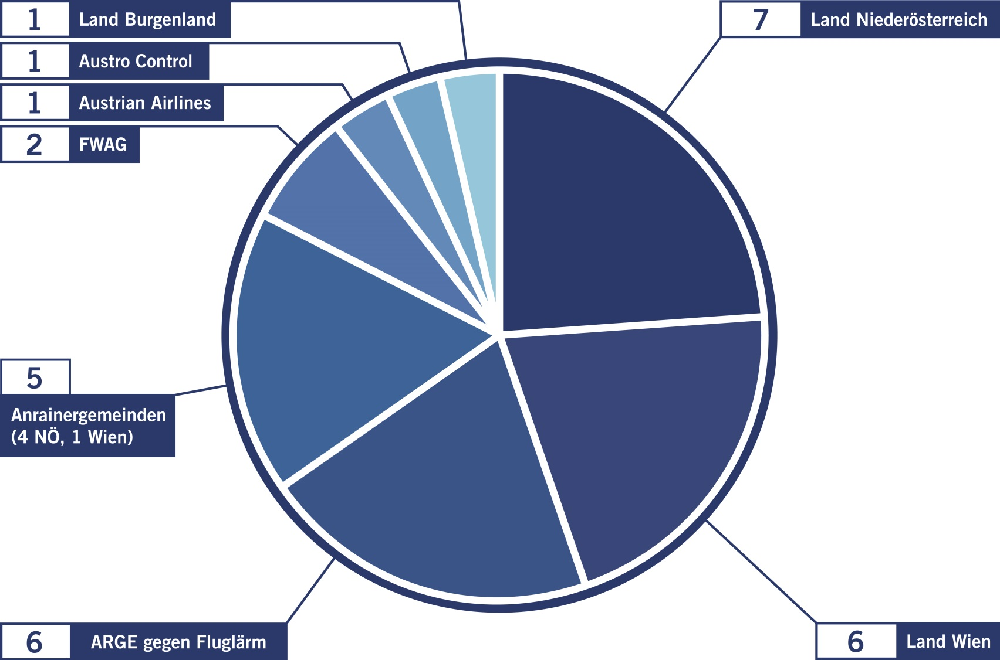 1 Land Burgenland
1 Austro Control
1 Austrian Airlines
2 FWAG
7 Land Niederösterreich
5
Anrainergemeinden
(4 NÖ, 1 Wien)
6 ARGE gegen Fluglärm
6 Land Wien